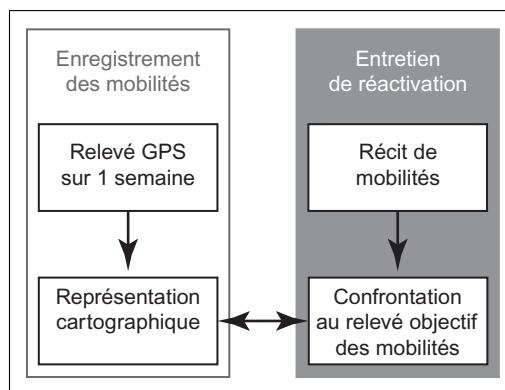 Enregistrement
des mobilités
Relevé GPS
sur 1 semaine
Représentation
cartographique
Entretien
de réactivation
Récit de
mobilités
Confrontation
au relevé objectif
des mobilités